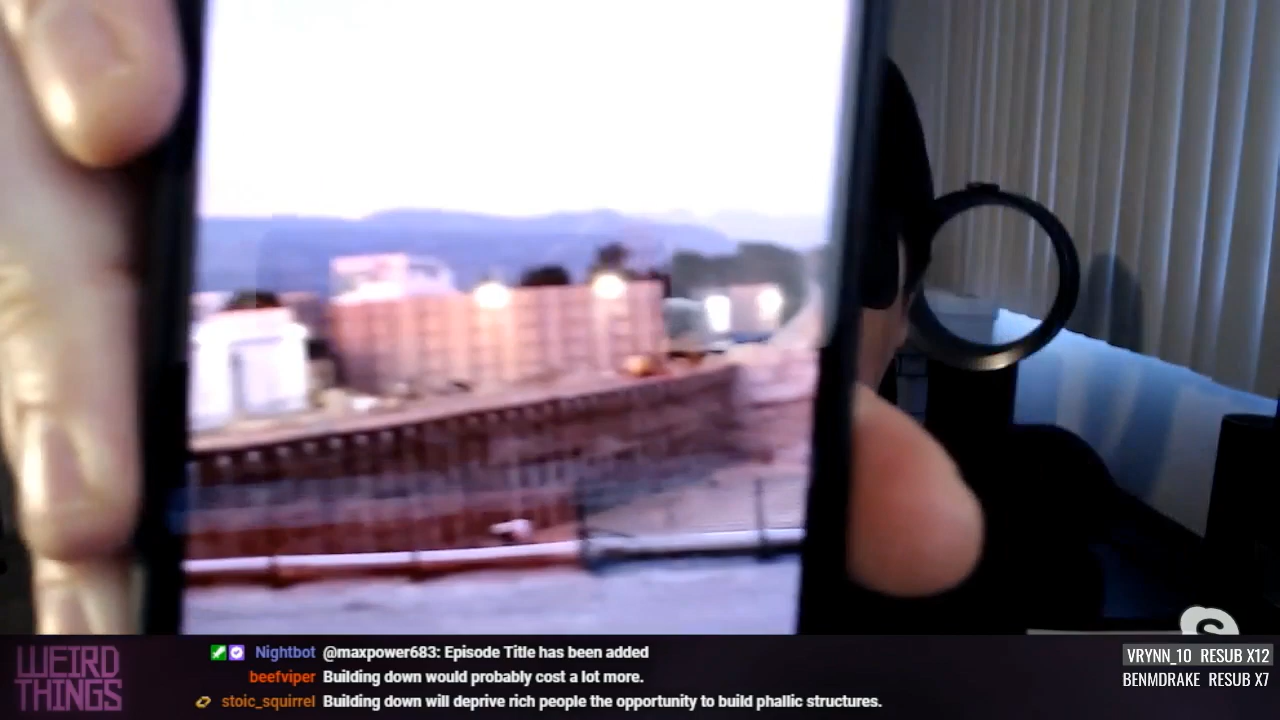 WEIRD
THINGS
Nightbot @maxpower683: Episode Title has been added
beefviper Building down would probably cost a lot more.
stoic_squirrel Building down will deprive rich people the opportunity to build phallic structures.
VRYNN_10 RESUB X12
BENMDRAKE RESUB X7